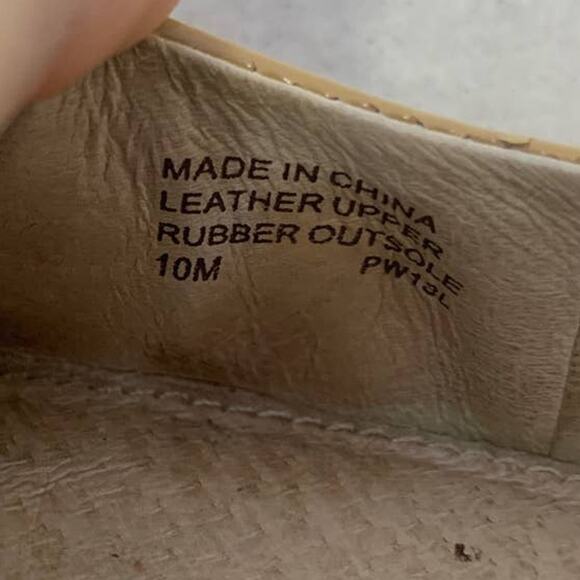 MADE IN CHINA
LEATHER UPPER
RUBBER OUTSOLE
10M PW13L